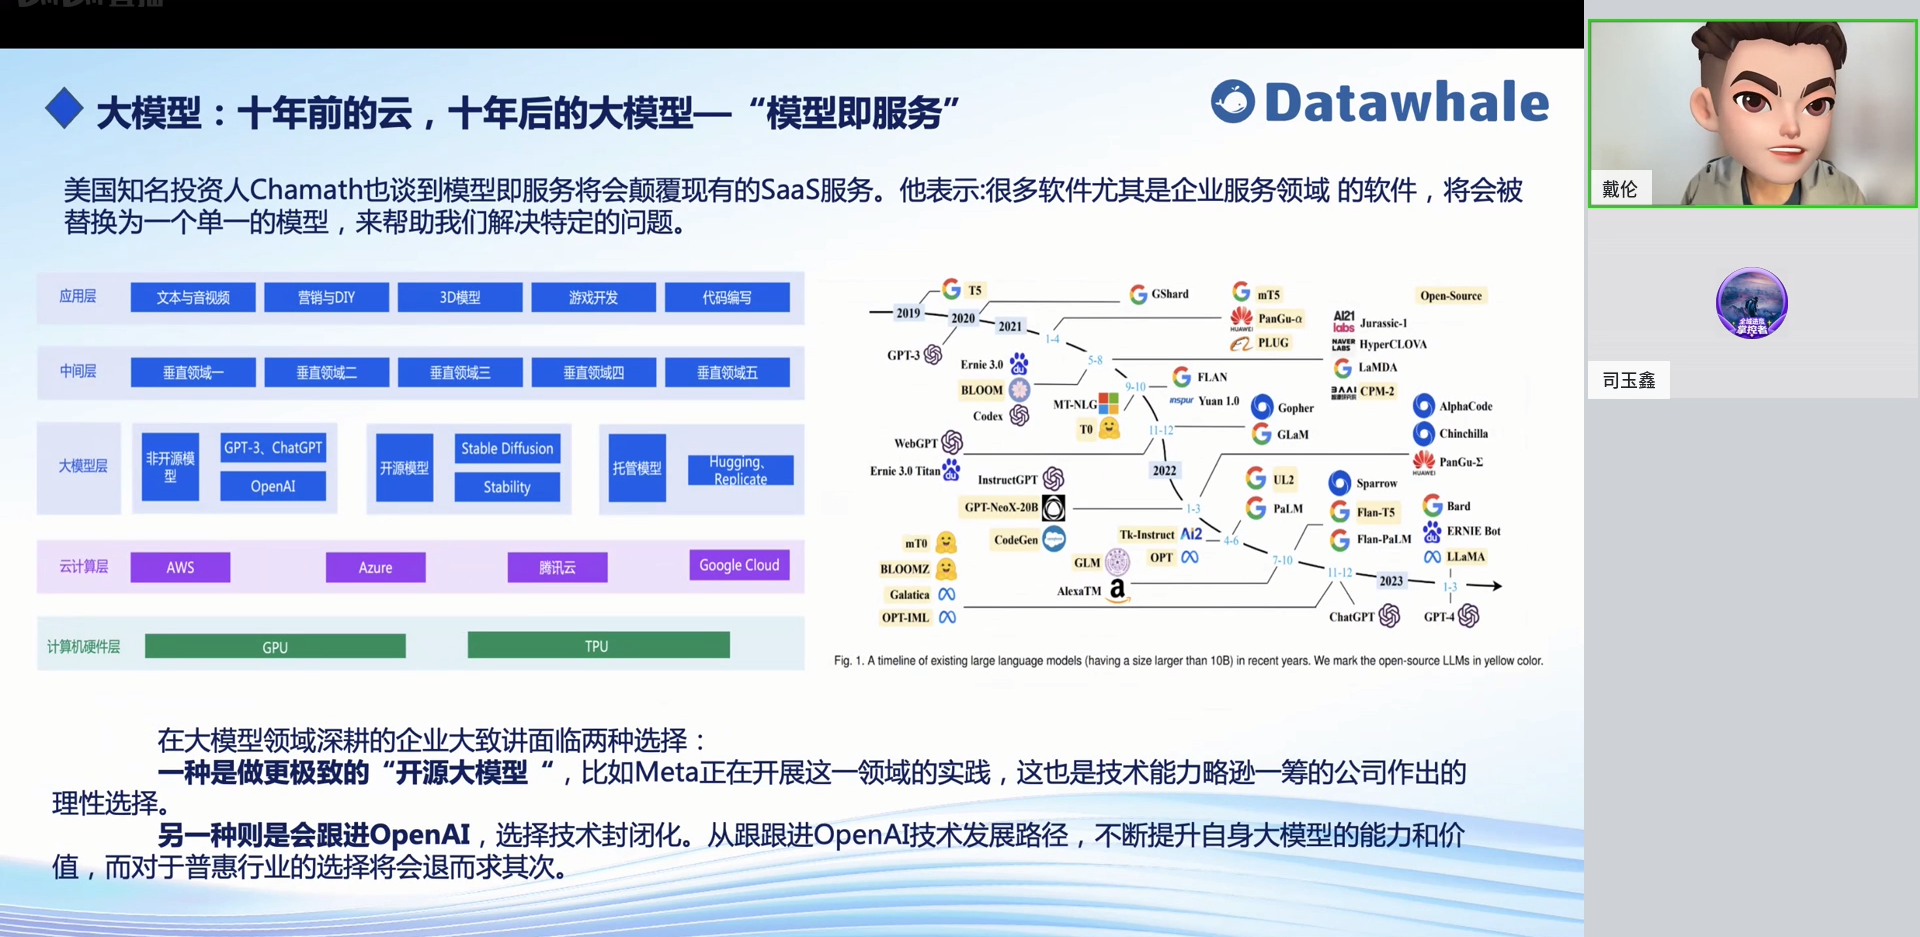 大模型：十年前的云，十年后的大模型—“模型即服务”
Datawhale
美国知名投资人Chamath也谈到模型即服务将会颠覆现有的SaaS服务。他表示:很多软件尤其是企业服务领域 的软件，将会被
替换为一个单一的模型，来帮助我们解决特定的问题。
应用层 文本与音视频 营销与DIY 3D模型 游戏开发 代码编写
中间层 垂直领域一 垂直领域二 垂直领域三 垂直领域四 垂直领域五
大模型层
非开源模
型
GPT-3、ChatGPT
OpenAI
开源模型
Stable Diffusion
Stability
托管模型
Hugging、
Replicate
云计算层 AWS Azure 腾讯云 Google Cloud
计算机硬件层 GPU TPU
T5
2019
2020
2021
GPT-3
1-4
GShard
mT5
HUAWEI
PanGu-α
PLUG
Open-Source
AI21
labs
Jurassic-1
NAVER
LABS
HyperCLOVA
LaMDA
BAAI
CPM-2
Ernie 3.0
BLOOM
Codex
5-8
9-10
FLAN
inspur
Yuan 1.0
MT-NLG
T0
Gopher
GLaM
11-12
AlphaCode
Chinchilla
HUAWEI
PanGu-Σ
WebGPT
Ernie 3.0 Titan
InstructGPT
2022
GPT-NeoX-20B
CodeGen
1-3
UL2
PaLM
Sparrow
Flan-T5
Flan-PaLM
Bard
ERNIE Bot
LLaMA
Tk-Instruct
Ai2
OPT
GLM
AlexaTM
4-6
7-10
mT0
BLOOMZ
Galatica
OPT-IML
11-12
2023
1-3
ChatGPT
GPT-4
Fig. 1. A timeline of existing large language models (having a size larger than 10B) in recent years. We mark the open-source LLMs in yellow color.
在大模型领域深耕的企业大致讲面临两种选择：
一种是做更极致的“开源大模型 “，比如Meta正在开展这一领域的实践，这也是技术能力略逊一筹的公司作出的
理性选择。
另一种则是会跟进OpenAI，选择技术封闭化。从跟跟进OpenAI技术发展路径，不断提升自身大模型的能力和价
值，而对于普惠行业的选择将会退而求其次。
戴伦
掌控者
司玉鑫